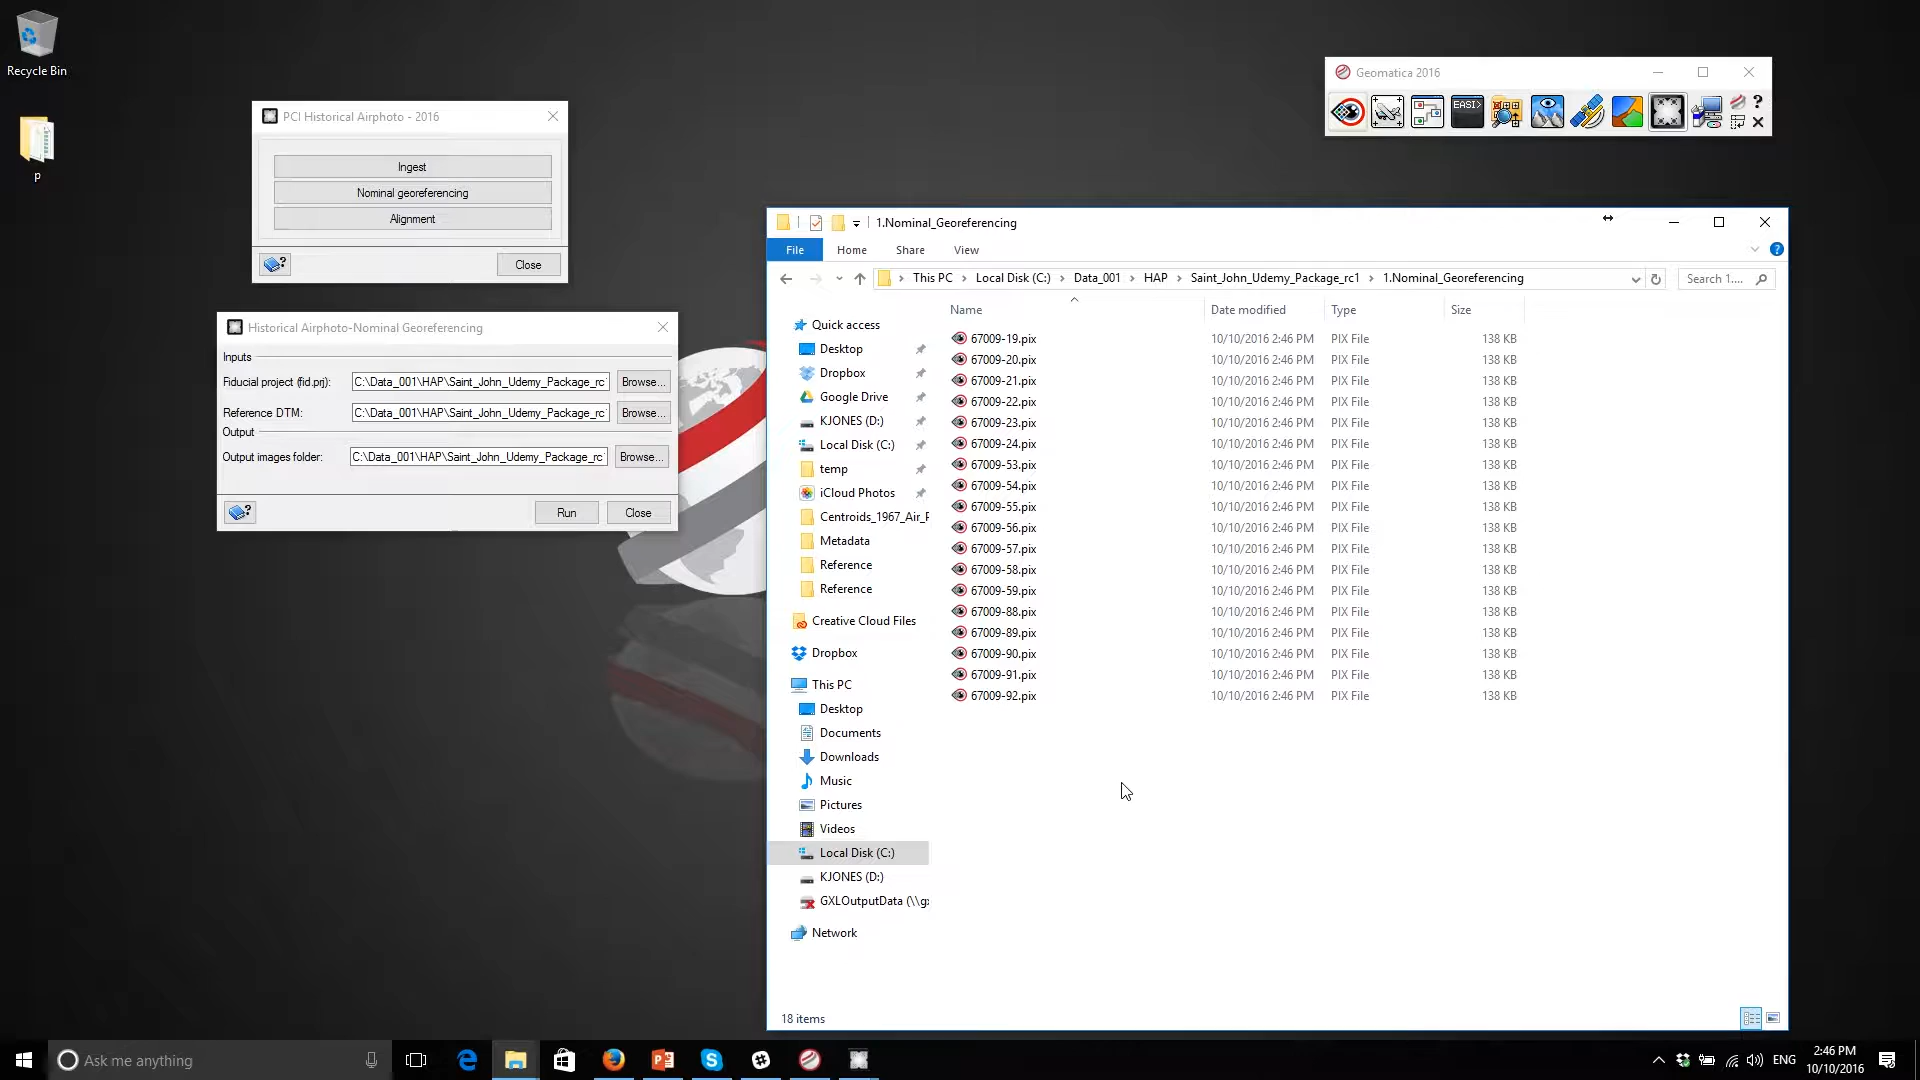 Recycle Bin
p
Geomatica 2016
EASI>
PCI Historical Airphoto - 2016
Ingest
Nominal georeferencing
Alignment
Close
Historical Airphoto-Nominal Georeferencing
Inputs
Fiducial project (fid.prj): C:\Data_001\HAP\Saint_John_Udemy_Package_rc Browse...
Reference DTM: C:\Data_001\HAP\Saint_John_Udemy_Package_rc Browse...
Output
Output images folder: C:\Data_001\HAP\Saint_John_Udemy_Package_rc Browse...
Run Close
1.Nominal_Georeferencing
File Home Share View
This PC Local Disk (C:) Data_001 HAP Saint_John_Udemy_Package_rc1 1.Nominal_Georeferencing Search 1....
Quick access
Desktop
Dropbox
Google Drive
KJONES (D:)
Local Disk (C:)
temp
iCloud Photos
Centroids_1967_Air_F
Metadata
Reference
Reference
Creative Cloud Files
Dropbox
This PC
Desktop
Documents
Downloads
Music
Pictures
Videos
Local Disk (C:)
KJONES (D:)
GXLOutputData (\\g
Network
Name Date modified Type Size
67009-19.pix 10/10/2016 2:46 PM PIX File 138 KB
67009-20.pix 10/10/2016 2:46 PM PIX File 138 KB
67009-21.pix 10/10/2016 2:46 PM PIX File 138 KB
67009-22.pix 10/10/2016 2:46 PM PIX File 138 KB
67009-23.pix 10/10/2016 2:46 PM PIX File 138 KB
67009-24.pix 10/10/2016 2:46 PM PIX File 138 KB
67009-53.pix 10/10/2016 2:46 PM PIX File 138 KB
67009-54.pix 10/10/2016 2:46 PM PIX File 138 KB
67009-55.pix 10/10/2016 2:46 PM PIX File 138 KB
67009-56.pix 10/10/2016 2:46 PM PIX File 138 KB
67009-57.pix 10/10/2016 2:46 PM PIX File 138 KB
67009-58.pix 10/10/2016 2:46 PM PIX File 138 KB
67009-59.pix 10/10/2016 2:46 PM PIX File 138 KB
67009-88.pix 10/10/2016 2:46 PM PIX File 138 KB
67009-89.pix 10/10/2016 2:46 PM PIX File 138 KB
67009-90.pix 10/10/2016 2:46 PM PIX File 138 KB
67009-91.pix 10/10/2016 2:46 PM PIX File 138 KB
67009-92.pix 10/10/2016 2:46 PM PIX File 138 KB
18 items
Ask me anything
ENG
2:46 PM
10/10/2016